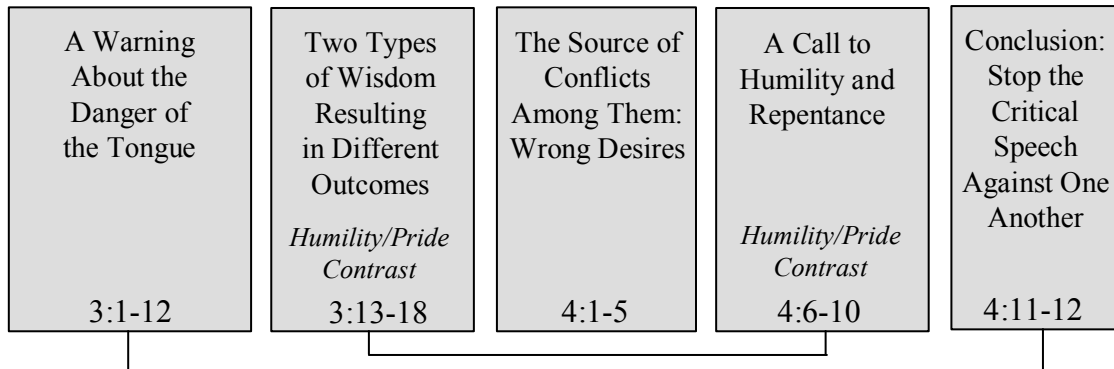 A Warning
About the
Danger of
the Tongue
3:1-12
Two Types
of Wisdom
Resulting
in Different
Outcomes
Humility/Pride
Contrast
3:13-18
The Source of
Conflicts
Among Them:
Wrong Desires
4:1-5
A Call to
Humility and
Repentance
Humility/Pride
Contrast
4:6-10
Conclusion:
Stop the
Critical
Speech
Against One
Another
4:11-12